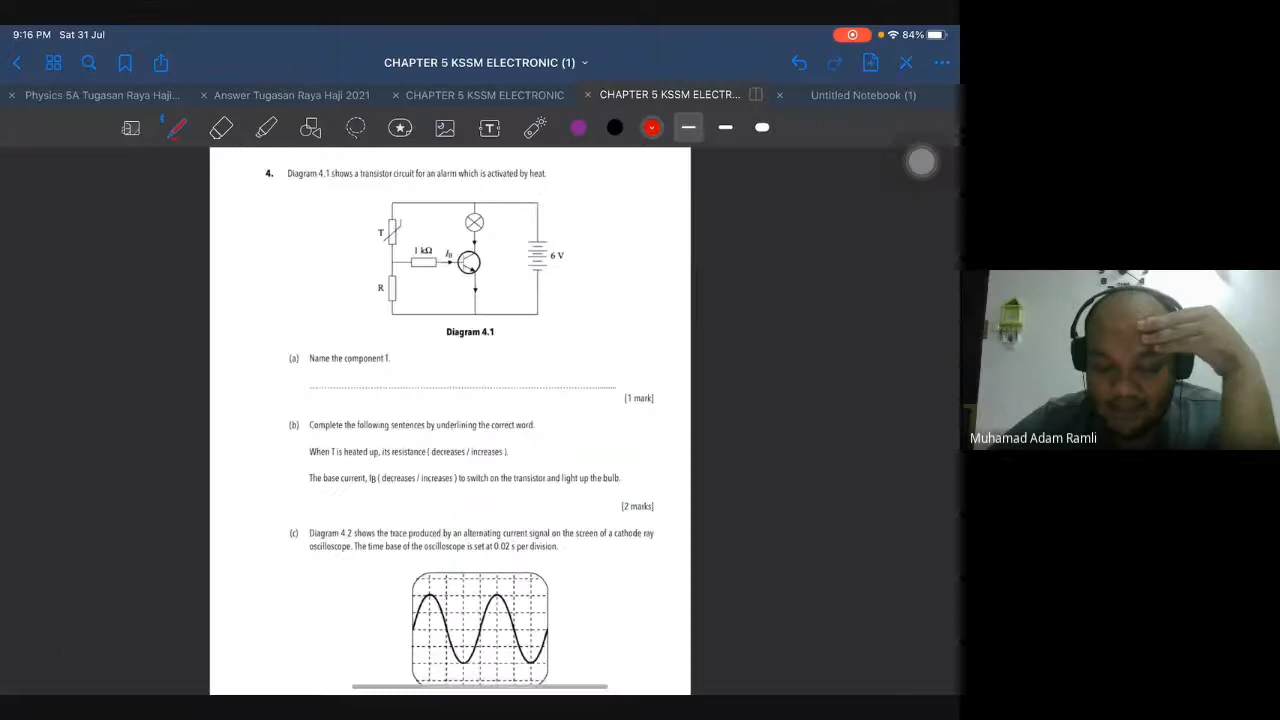 9:16 PM Sat 31 Jul
84%
CHAPTER 5 KSSM ELECTRONIC (1)
Physics 5A Tugasan Raya Haji...
Answer Tugasan Raya Haji 2021
CHAPTER 5 KSSM ELECTRONIC
CHAPTER 5 KSSM ELECTR...
Untitled Notebook (1)
4. Diagram 4.1 shows a transistor circuit for an alarm which is activated by heat.
T
1 kΩ
IB
6 V
R
Diagram 4.1
(a) Name the component T.
[1 mark]
(b) Complete the following sentences by underlining the correct word.
When T is heated up, its resistance ( decreases / increases ).
The base current, IB ( decreases / increases ) to switch on the transistor and light up the bulb.
[2 marks]
(c) Diagram 4.2 shows the trace produced by an alternating current signal on the screen of a cathode ray
oscilloscope. The time base of the oscilloscope is set at 0.02 s per division.
Muhamad Adam Ramli